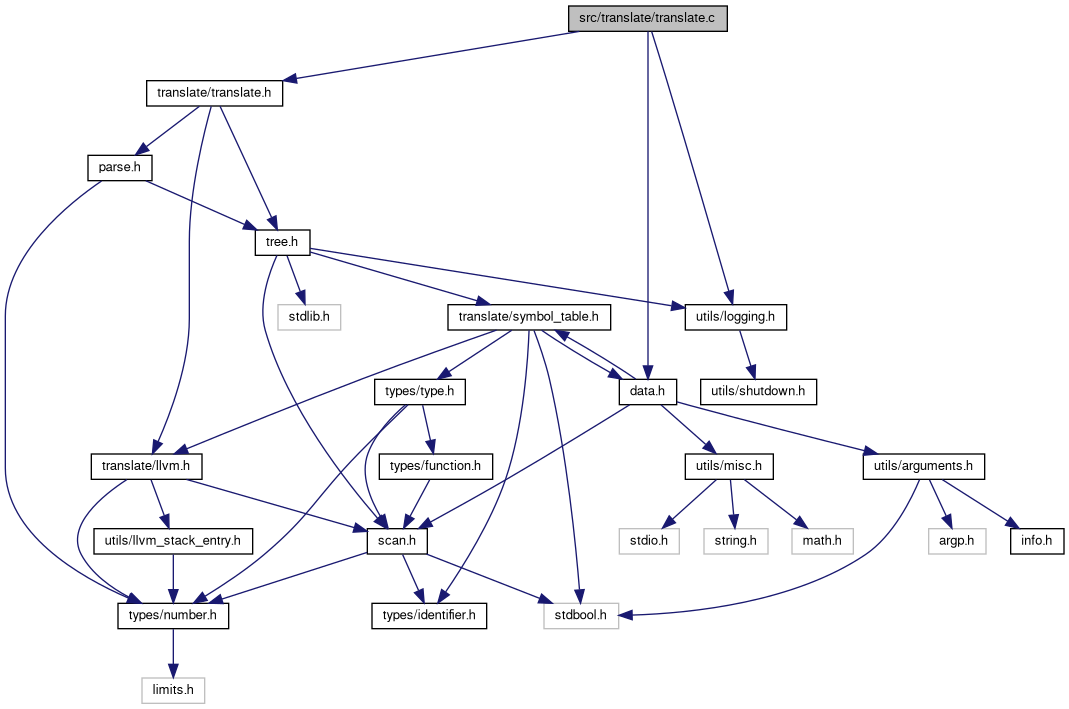 src/translate/translate.c
translate/translate.h
parse.h
tree.h
stdlib.h
translate/symbol_table.h
utils/logging.h
types/type.h
data.h
utils/shutdown.h
translate/llvm.h
types/function.h
utils/misc.h
utils/arguments.h
utils/llvm_stack_entry.h
scan.h
stdio.h
string.h
math.h
argp.h
info.h
types/number.h
types/identifier.h
stdbool.h
limits.h